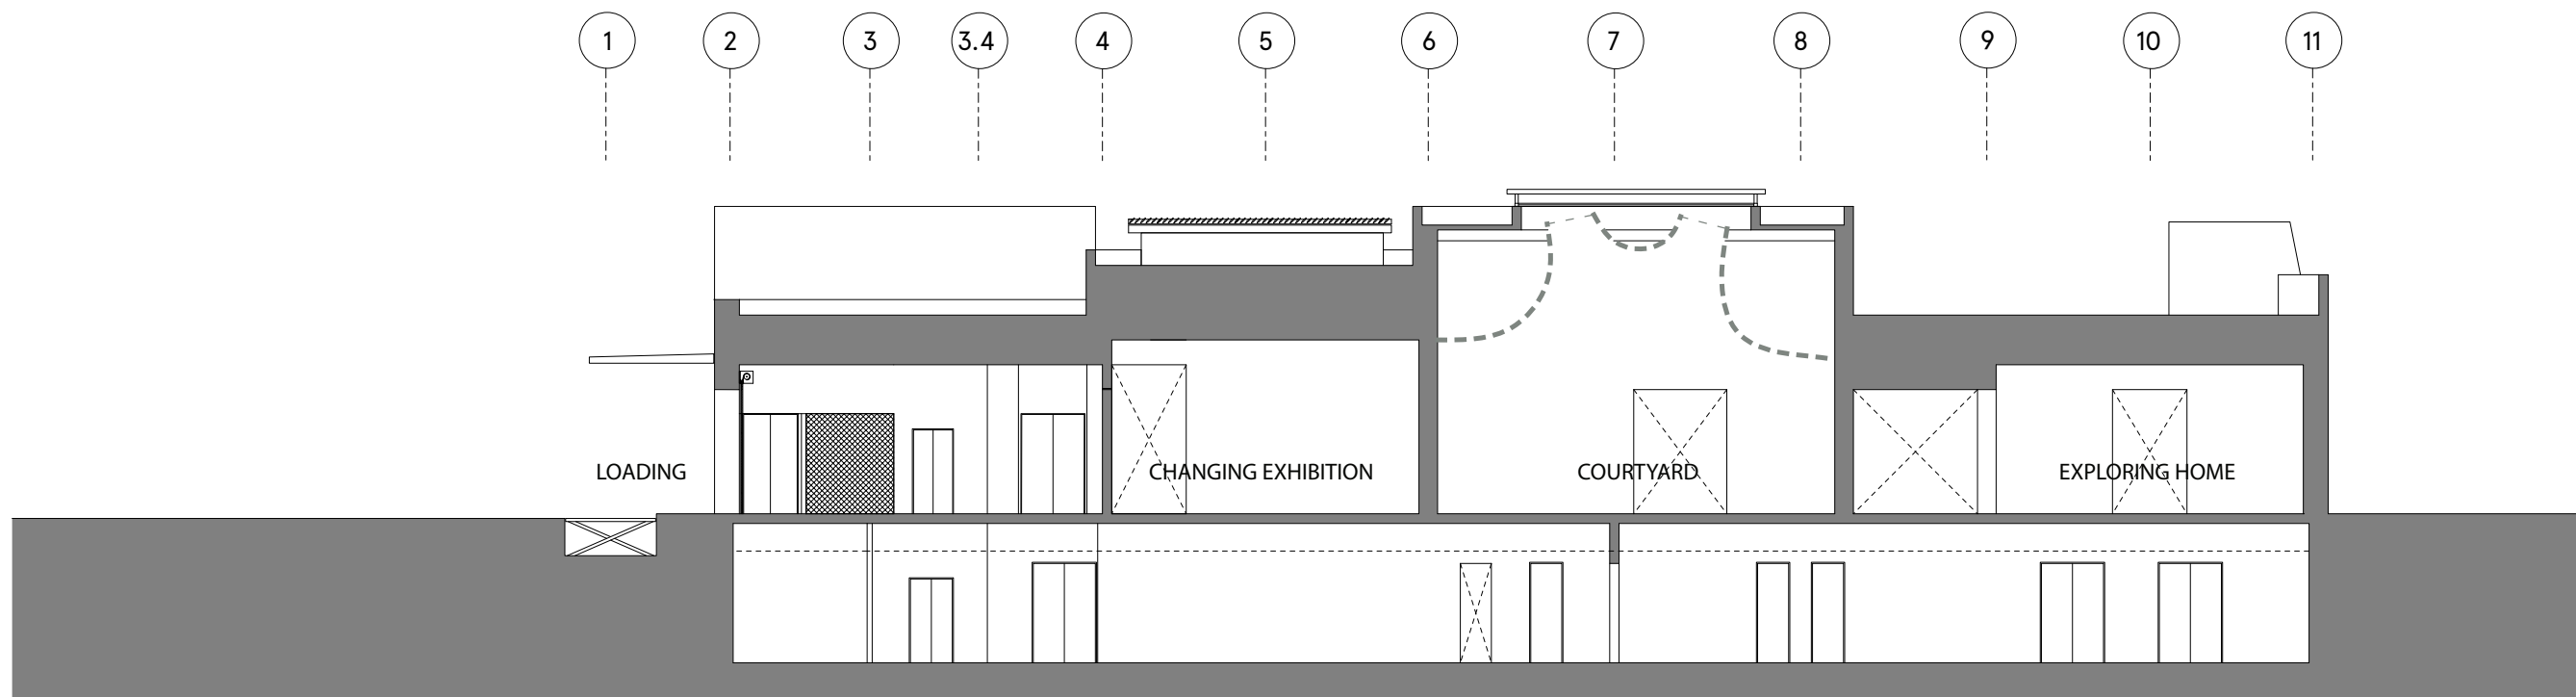 1 2 3 3.4 4 5 6 7 8 9 10 11
LOADING CHANGING EXHIBITION COURTYARD EXPLORING HOME